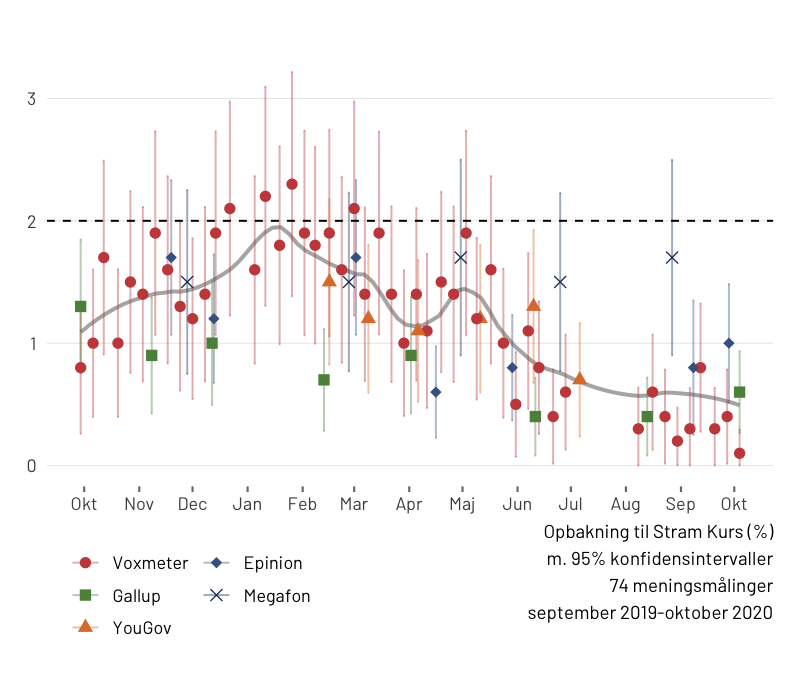 3
2
1
0
Okt Nov Dec Jan Feb Mar Apr Maj Jun Jul Aug Sep Okt
Opbakning til Stram Kurs (%)
m. 95% konfidensintervaller
74 meningsmålinger
september 2019-oktober 2020
Voxmeter Epinion
Gallup Megafon
YouGov